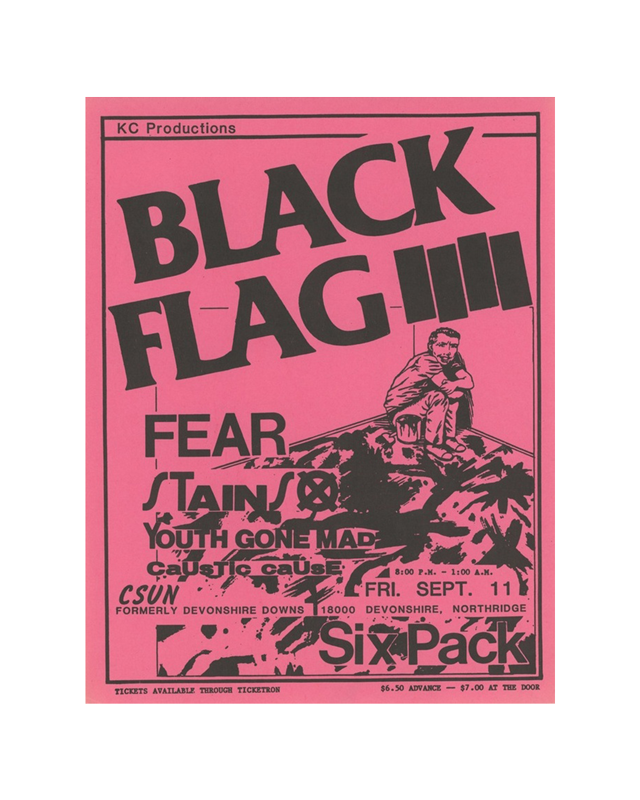 KC Productions
BLACK
FLAG
FEAR
STAINS
YOUTH GONE MAD
CaUsTic caUsE
8:00 P.M. - 1:00 A.M.
CSUN
FRI. SEPT. 11
FORMERLY DEVONSHIRE DOWNS 18000 DEVONSHIRE, NORTHRIDGE
Six Pack
TICKETS AVAILABLE THROUGH TICKETRON
$6.50 ADVANCE -- $7.00 AT THE DOOR